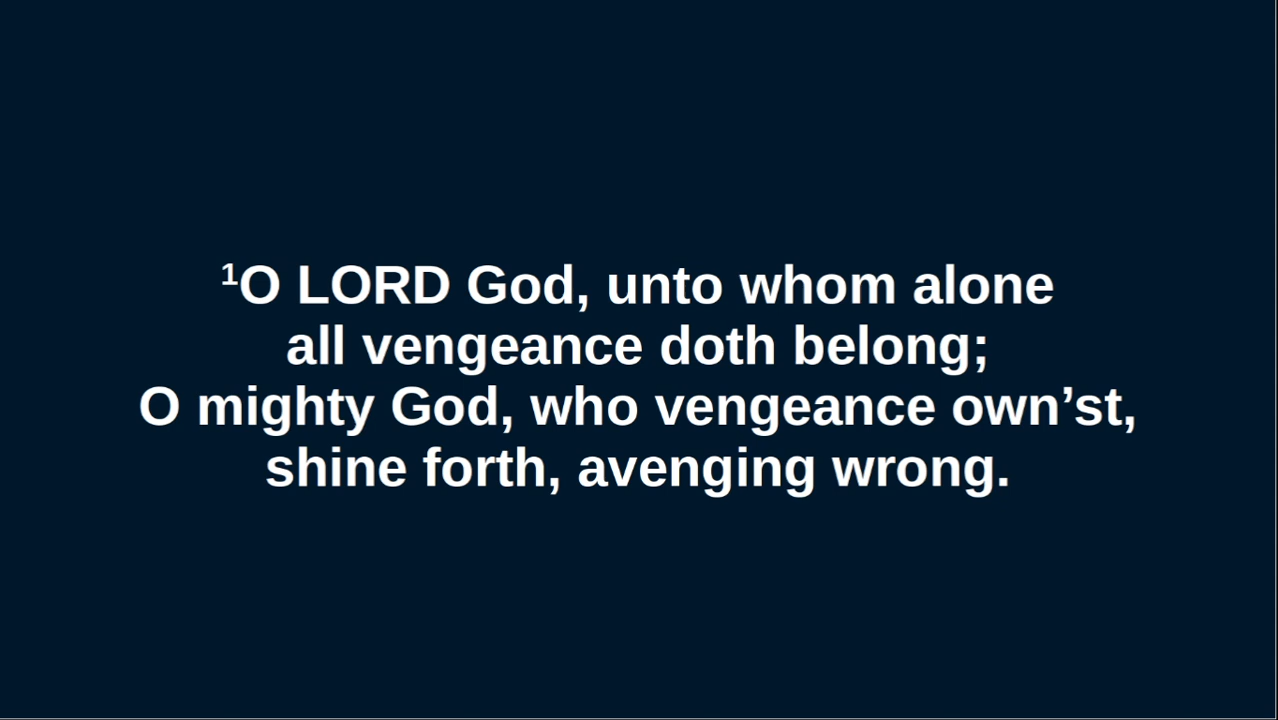 ¹O LORD God, unto whom alone
all vengeance doth belong;
O mighty God, who vengeance own’st,
shine forth, avenging wrong.